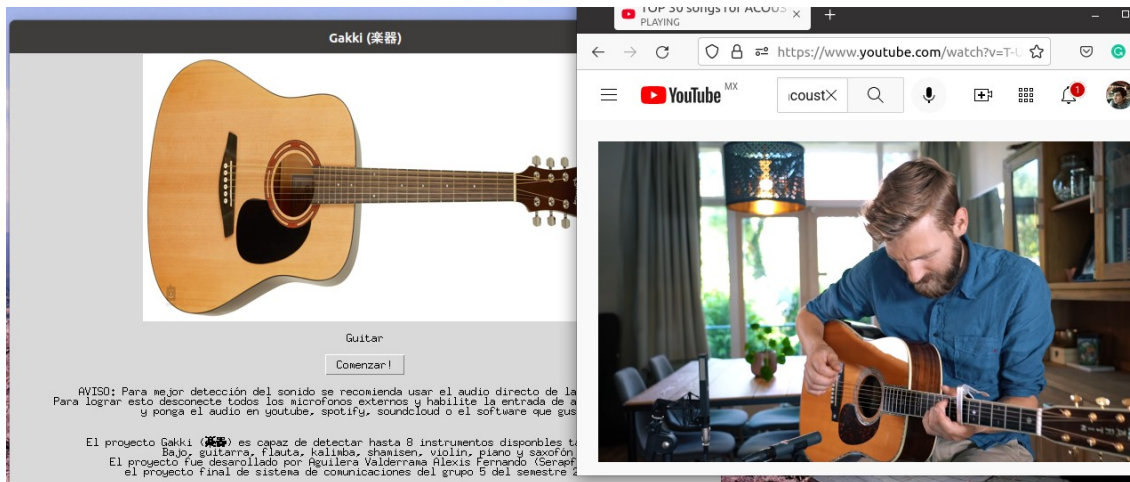 Gakki (楽器)
Guitar
Comenzar!
AVISO: Para mejor detección del sonido se recomienda usar el audio directo de la
Para lograr esto desconecte todos los microfonos externos y habilite la entrada de a
y ponga el audio en youtube, spotify, soundcloud o el software que gus
El proyecto Gakki (楽器) es capaz de detectar hasta 8 instrumentos disponbles ta
Bajo, guitarra, flauta, kalimba, shamisen, violin, piano y saxofón
El proyecto fue desarollado por Aguilera Valderrama Alexis Fernando (Serapf
el proyecto final de sistema de comunicaciones del grupo 5 del semestre 2
TOP 30 songs for ACOUS
PLAYING
https://www.youtube.com/watch?v=T-
YouTube MX
coust
1